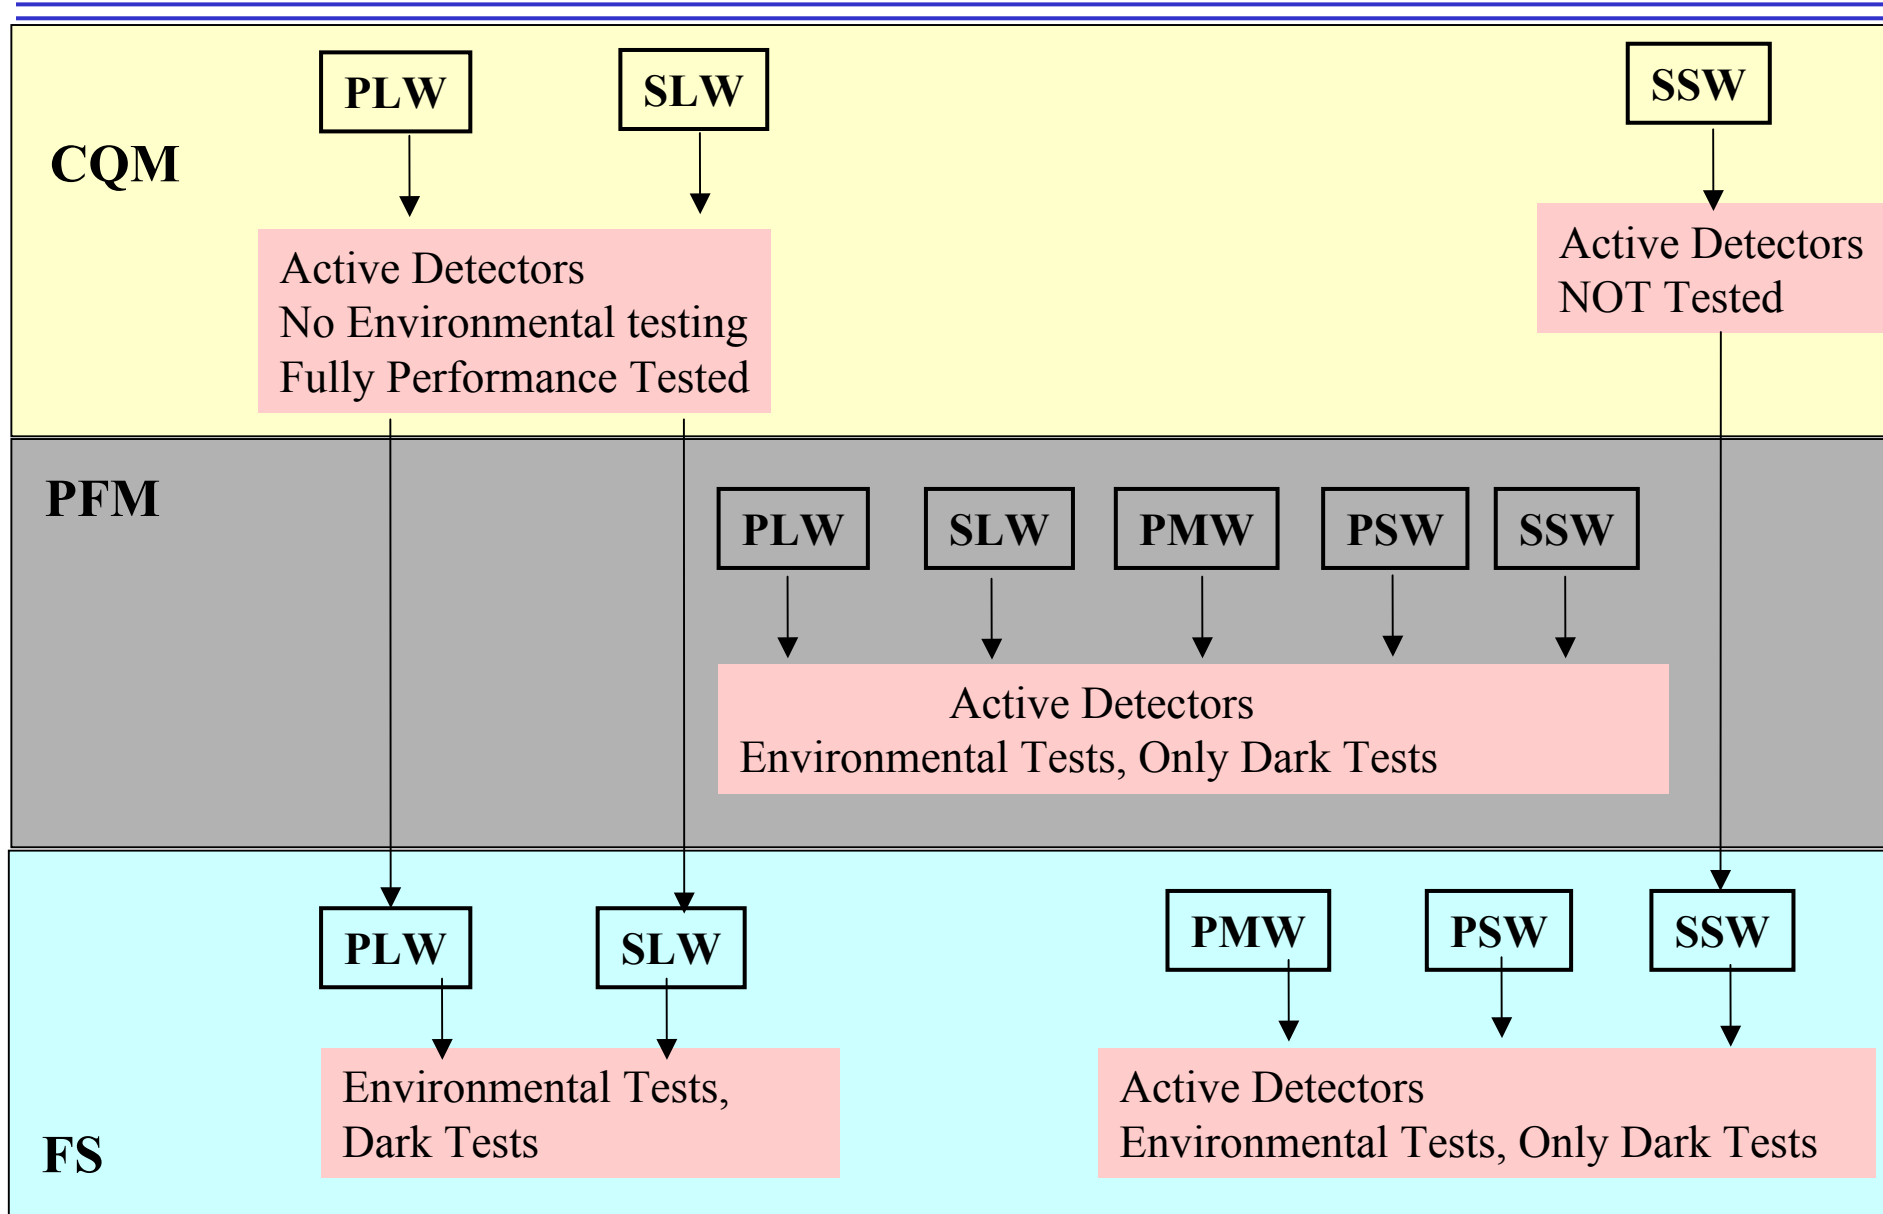 PLW
SLW
SSW
CQM
Active Detectors
No Environmental testing
Fully Performance Tested
Active Detectors
NOT Tested
PFM
PLW
SLW
PMW
PSW
SSW
Active Detectors
Environmental Tests, Only Dark Tests
PLW
SLW
PMW
PSW
SSW
Environmental Tests,
Dark Tests
Active Detectors
Environmental Tests, Only Dark Tests
FS